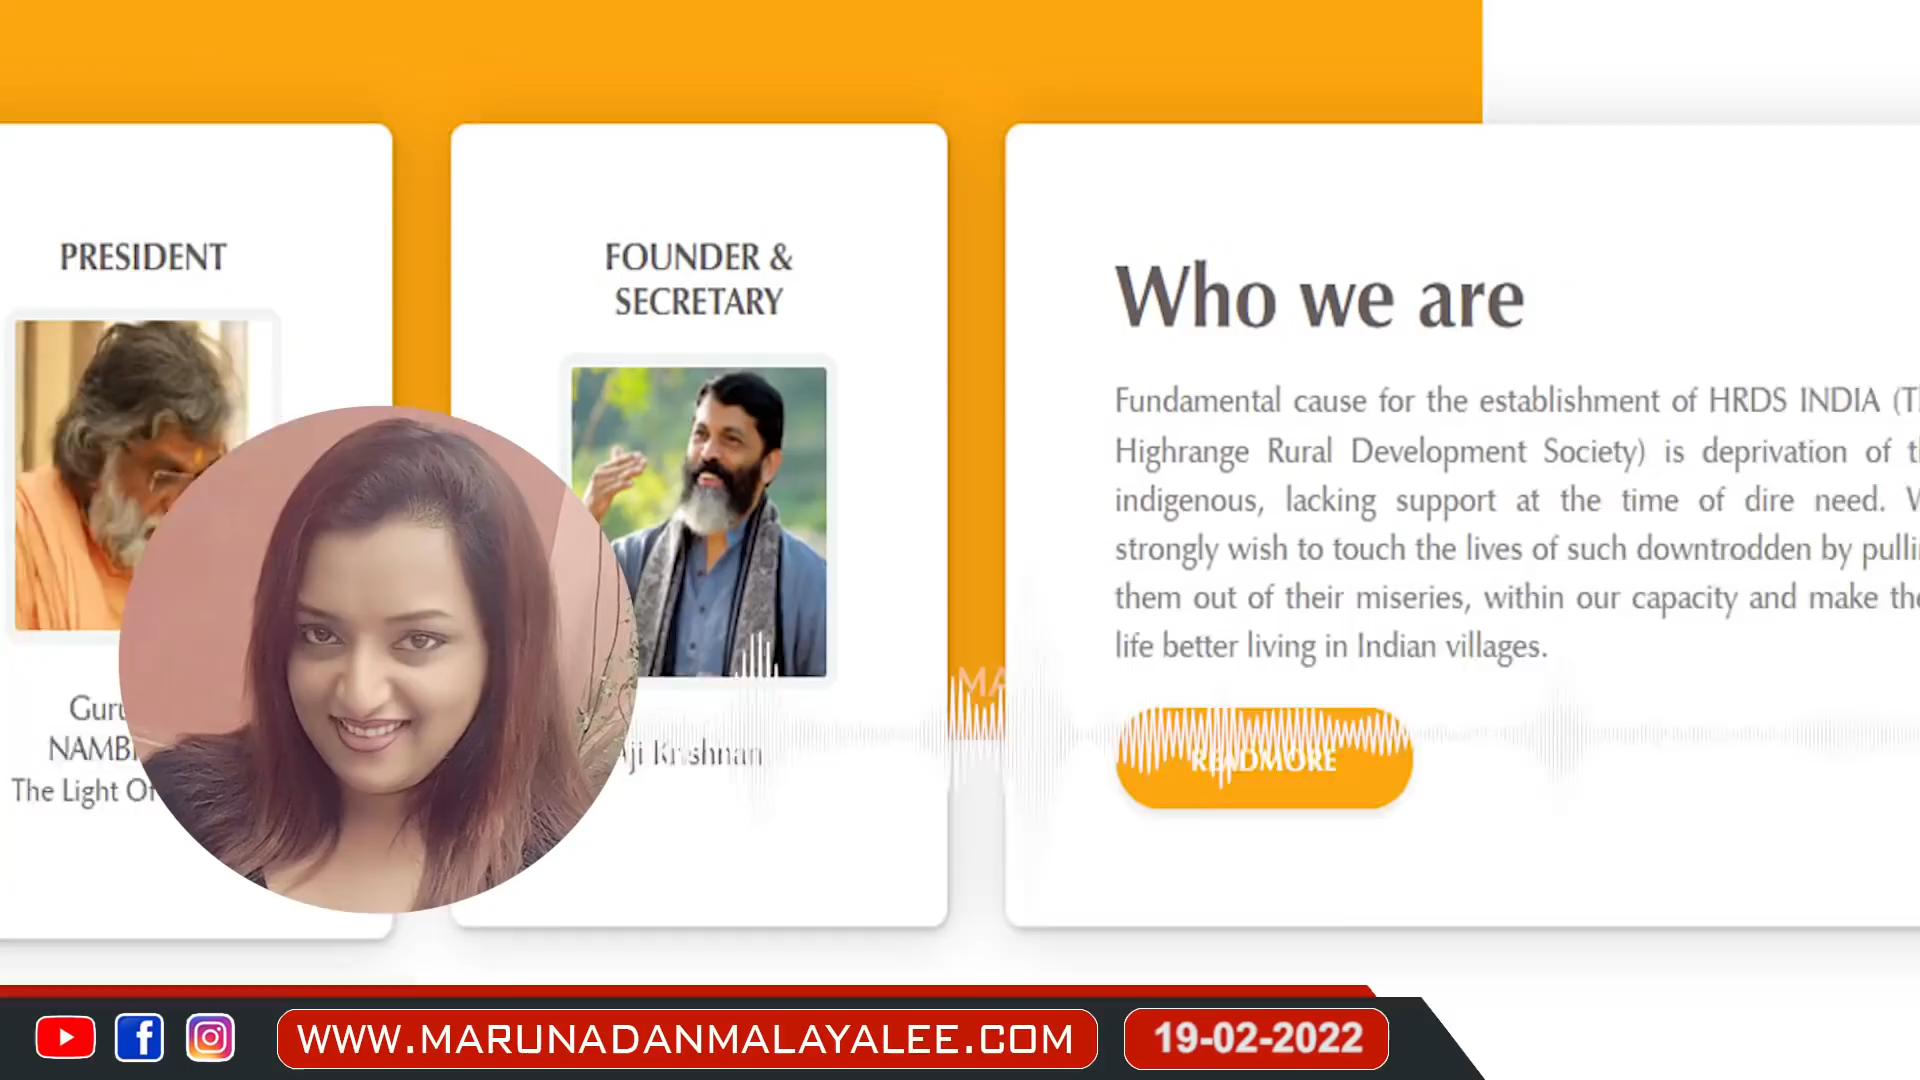 PRESIDENT
The Light Of
FOUNDER &
SECRETARY
Krishnan
Who we are
Fundamental cause for the establishment of HRDS INDIA
Highrange Rural Development Society) is deprivation of
indigenous, lacking support at the time of dire need.
strongly wish to touch the lives of such downtrodden by
them out of their miseries, within our capacity and make
life better living in Indian villages.
READMORE
WWW.MARUNADANMALAYALEE.COM
19-02-2022